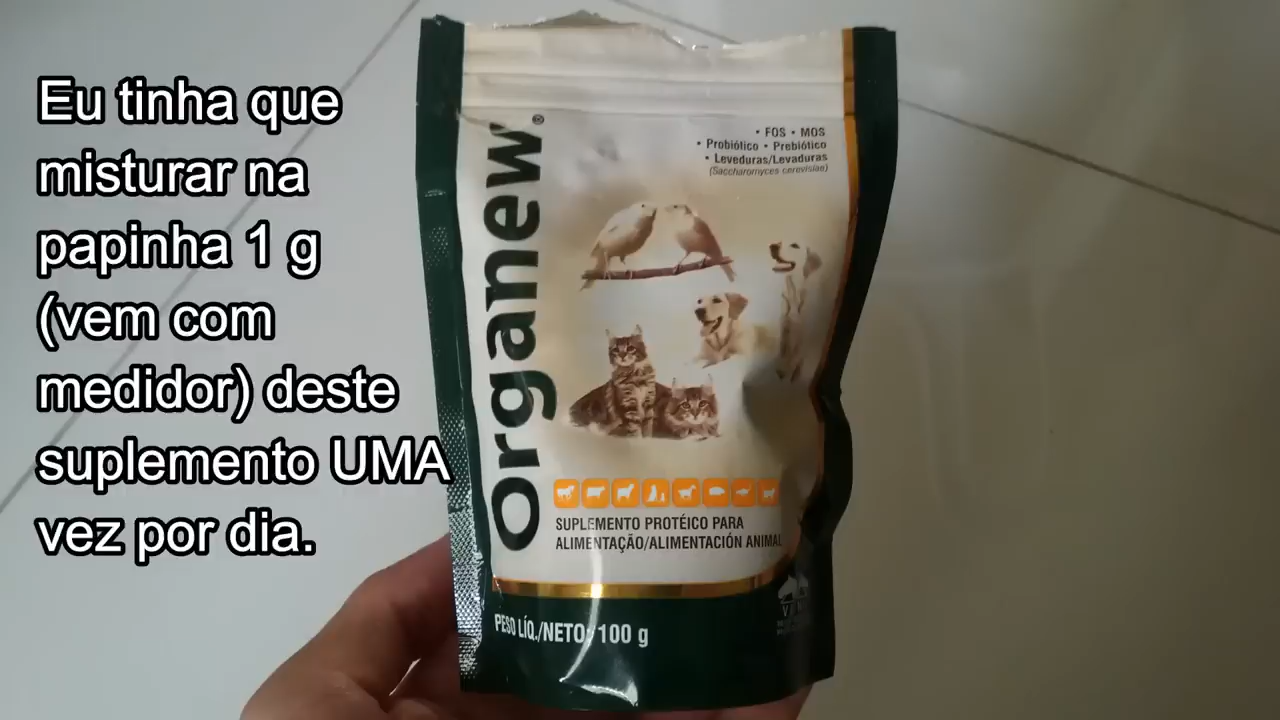 Eu tinha que
misturar na
papinha 1 g
(vem com
medidor) deste
suplemento UMA
vez por dia.
Organew®
• FOS • MOS
• Probiótico • Prebiótico
• Leveduras/Levaduras
(Saccharomyces cerevisiae)
SUPLEMENTO PROTÉICO PARA
ALIMENTAÇÃO/ALIMENTACIÓN ANIMAL
PESO LÍQ./NETO: 100 g